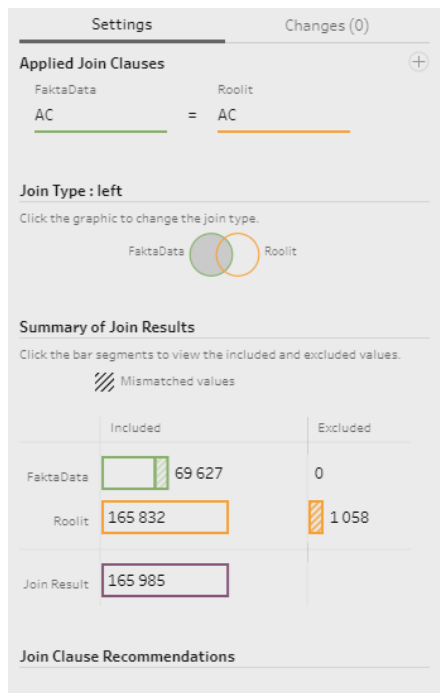 Settings Changes (0)
Applied Join Clauses
FaktaData Roolit
AC = AC
Join Type : left
Click the graphic to change the join type.
FaktaData Roolit
Summary of Join Results
Click the bar segments to view the included and excluded values.
Mismatched values
Included Excluded
FaktaData 69 627 0
Roolit 165 832 1 058
Join Result 165 985
Join Clause Recommendations